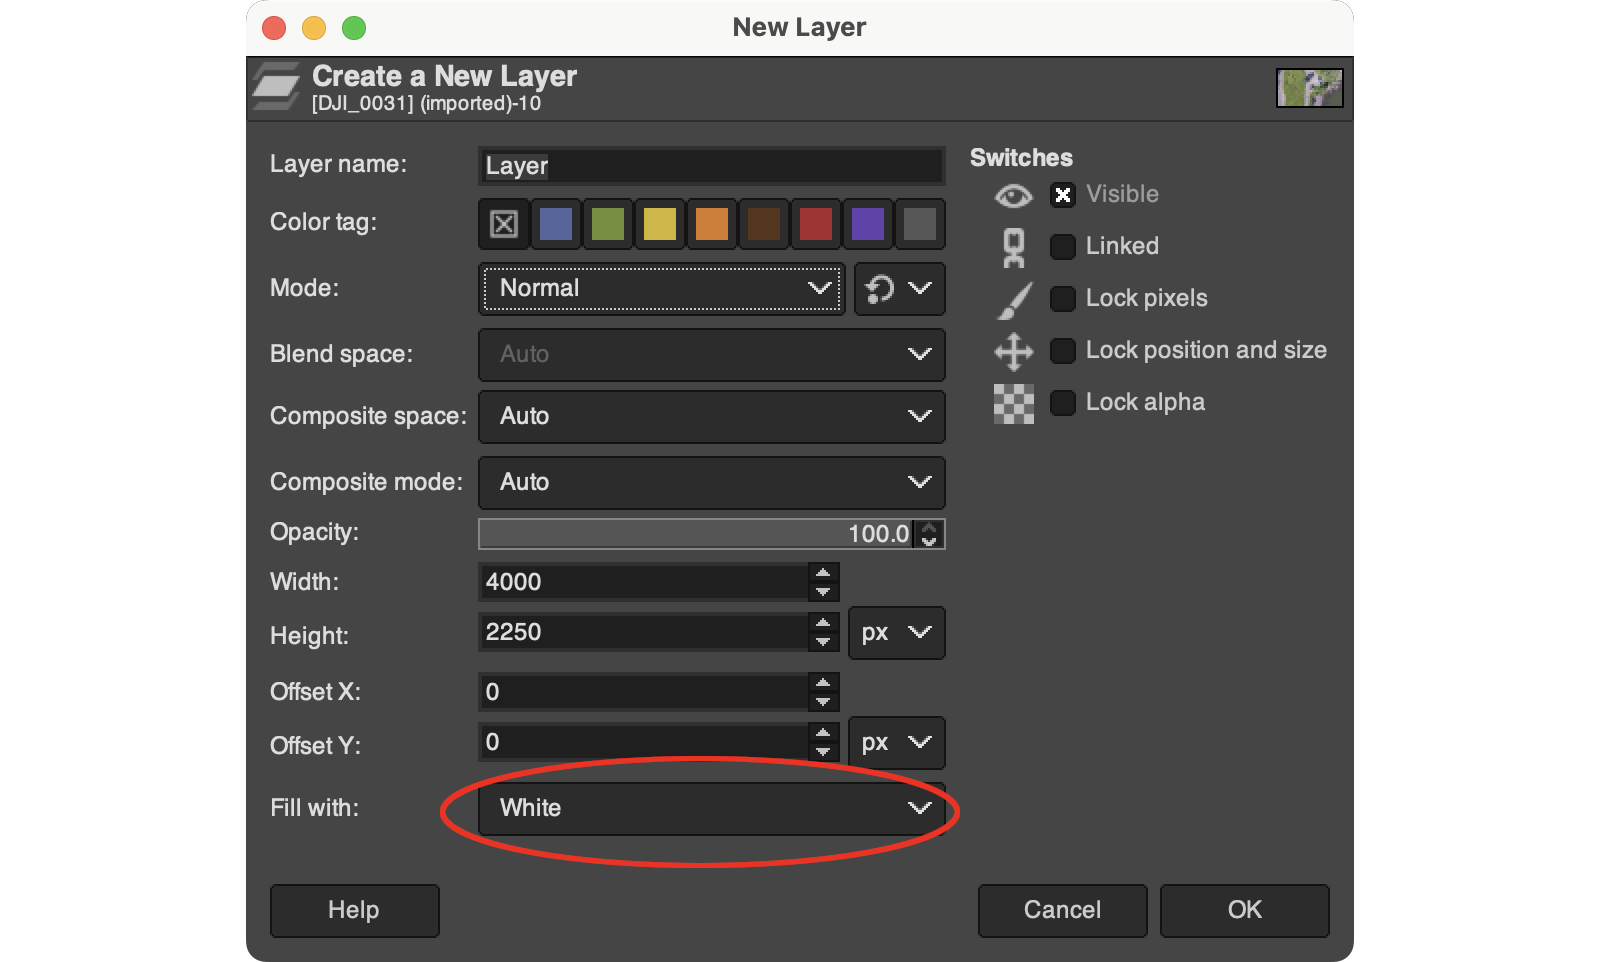 New Layer
Create a New Layer
[DJI_0031] (imported)-10
Layer name: Layer
Color tag:
Mode: Normal
Blend space: Auto
Composite space: Auto
Composite mode: Auto
Opacity: 100.0
Width: 4000
Height: 2250 px
Offset X: 0
Offset Y: 0 px
Fill with: White
Switches
Visible
Linked
Lock pixels
Lock position and size
Lock alpha
Help Cancel OK